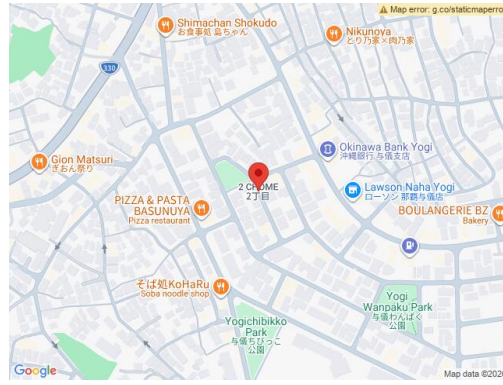 Map error: g.co/staticmaperro
Shimachan Shokudo
お食事処 島ちゃん
Nikunoya
とり乃家×肉乃家
330
Okinawa Bank Yogi
沖縄銀行 与儀支店
Gion Matsuri
ぎおん祭り
2 CHOME
2丁目
Lawson Naha Yogi
ローソン 那覇与儀店
PIZZA & PASTA
BASUNUYA
Pizza restaurant
BOULANGERIE BZ
Bakery
そば処KoHaRu
Soba noodle shop
Yogi
Wanpaku Park
与儀わんぱく
公園
Yogichibikko
Park
与儀ちびっこ
公園
Google
Map data ©202